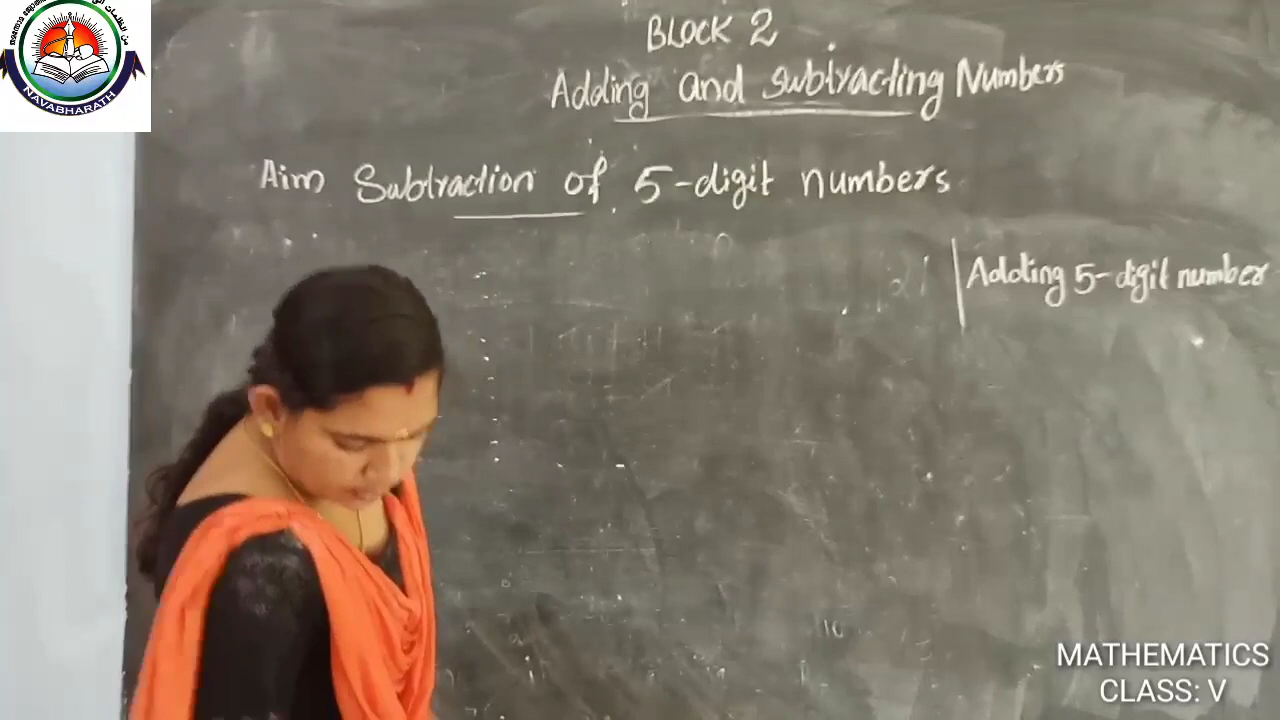 NAVABHARATH
BLOCK 2
Adding and Subtracting Numbers
Aim Subtraction of 5-digit numbers
Adding 5-digit number
MATHEMATICS
CLASS: V